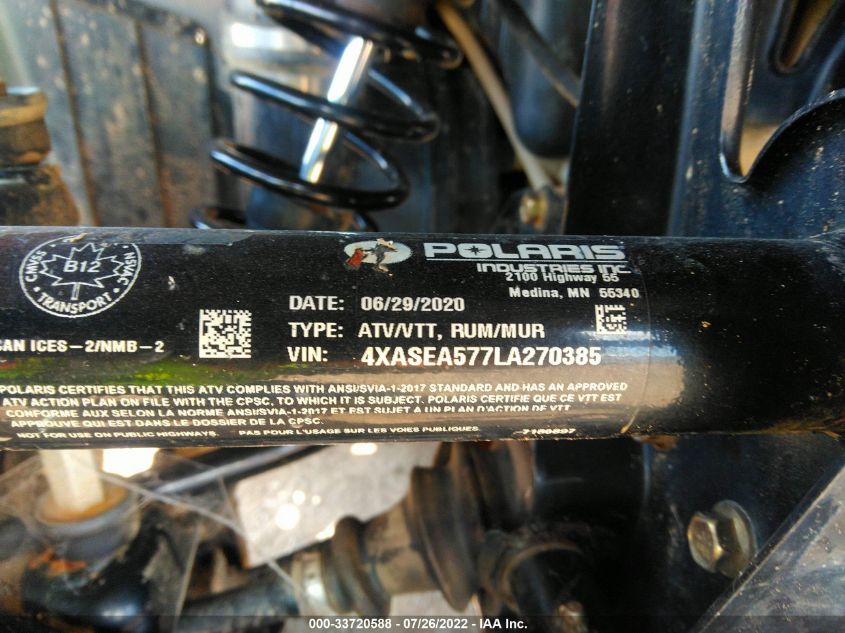 POLARIS
INDUSTRIES INC
2100 Highway 55
Medina, MN 55340
CMVSS NSVAC
B12
TRANSPORT
CAN ICES-2/NMB-2
DATE: 06/29/2020
TYPE: ATV/VTT, RUM/MUR
VIN: 4XASEA577LA270385
POLARIS CERTIFIES THAT THIS ATV COMPLIES WITH ANSI/SVIA-1-2017 STANDARD AND HAS AN APPROVED
ATV ACTION PLAN ON FILE WITH THE CPSC, TO WHICH IT IS SUBJECT. POLARIS CERTIFIE QUE CE VTT EST
CONFORME AUX SELON LA NORME ANSI/SVIA-1-2017 ET EST SUJET A UN PLAN D'ACTION DE VTT
APPROUVE QUI EST DANS LE DOSSIER DE LA CPSC.
NOT FOR USE ON PUBLIC HIGHWAYS. PAS POUR L'USAGE SUR LES VOIES PUBLIQUES.
000-33720588 - 07/26/2022 - IAA Inc.